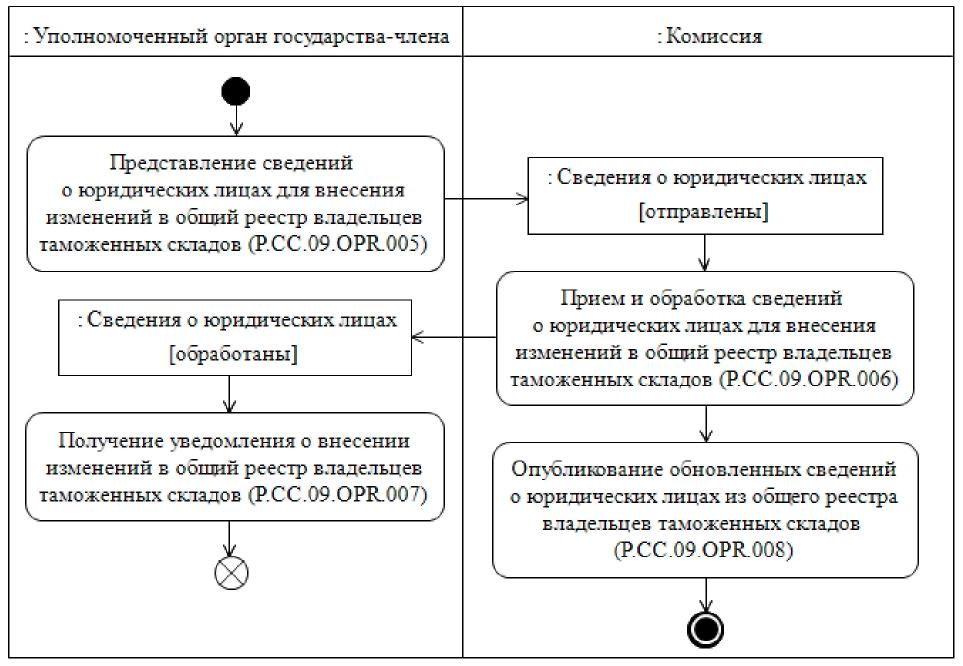 : Уполномоченный орган государства-члена
: Комиссия
Представление сведений
о юридических лицах для внесения
изменений в общий реестр владельцев
таможенных складов (P.CC.09.OPR.005)
: Сведения о юридических лицах
[отправлены]
Прием и обработка сведений
о юридических лицах для внесения
изменений в общий реестр владельцев
таможенных складов (P.CC.09.OPR.006)
: Сведения о юридических лицах
[обработаны]
Получение уведомления о внесении
изменений в общий реестр владельцев
таможенных складов (P.CC.09.OPR.007)
Опубликование обновленных сведений
о юридических лицах из общего реестра
владельцев таможенных складов
(P.CC.09.OPR.008)